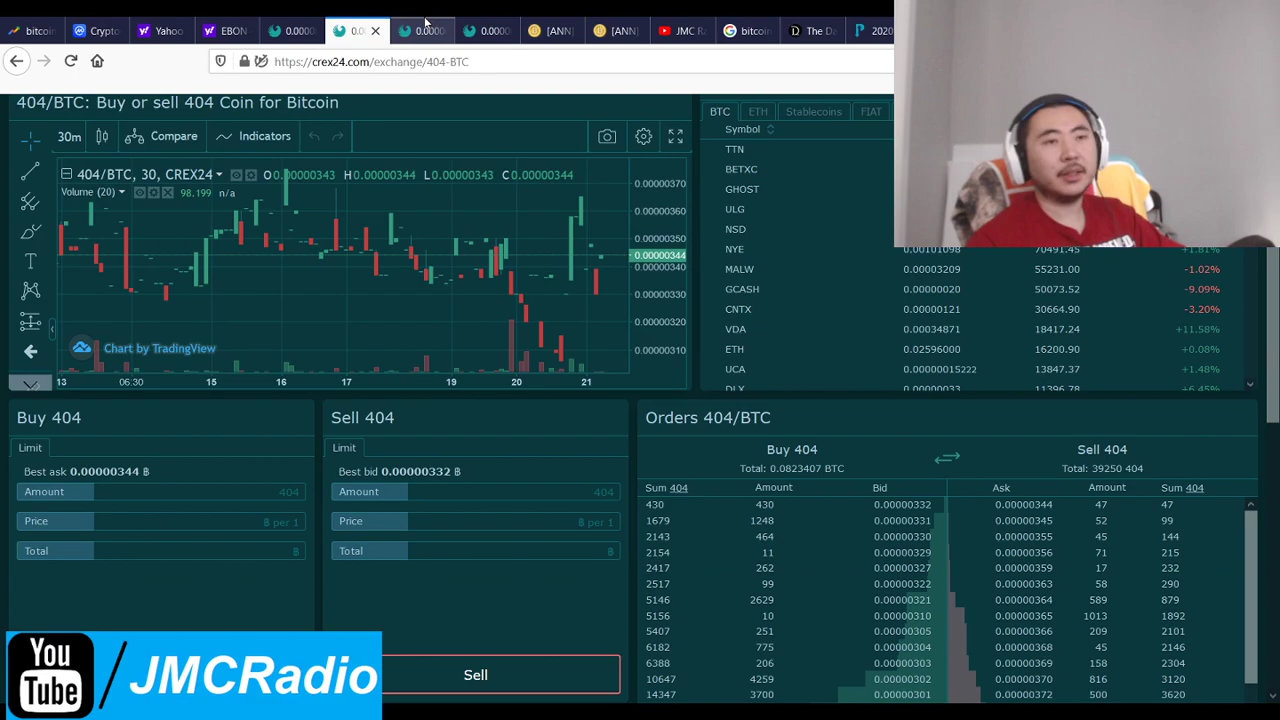 bitcoin
Crypto
Yahoo
EBON
0.0000
0.0
0.0000
0.0000
[ANN]
[ANN]
JMC R
bitcoin
The Da
2020
https://crex24.com/exchange/404-BTC
404/BTC: Buy or sell 404 Coin for Bitcoin
30m
Compare
Indicators
404/BTC, 30, CREX24
O0.00000343 H0.00000344 L0.00000343 C0.00000344
Volume (20) 98.199 n/a
0.00000370
0.00000360
0.00000350
0.00000344
0.00000340
0.00000330
0.00000320
0.00000310
Chart by TradingView
13 06:30 15 16 17 19 20 21
BTC ETH Stablecoins FIAT
Symbol
TTN
BETXC
GHOST
ULG
NSD
NYE 0.00101098 70491.45 +1.81%
MALW 0.00003209 55231.00 -1.02%
GCASH 0.00000020 50073.52 -9.09%
CNTX 0.00000121 30664.90 -3.20%
VDA 0.00034871 18417.24 +11.58%
ETH 0.02596000 16200.90 +0.08%
UCA 0.00000015222 13847.37 +1.48%
DLX 0.00000033 11396.78 +6.45%
Buy 404
Limit
Best ask 0.00000344 ฿
Amount 404
Price ฿ per 1
Total ฿
Sell 404
Limit
Best bid 0.00000332 ฿
Amount 404
Price ฿ per 1
Total ฿
Sell
Orders 404/BTC
Buy 404
Total: 0.0823407 BTC
Sell 404
Total: 39250 404
Sum 404 Amount Bid Ask Amount Sum 404
430 430 0.00000332 0.00000344 47 47
1679 1248 0.00000331 0.00000345 52 99
2143 464 0.00000330 0.00000355 45 144
2154 11 0.00000329 0.00000356 71 215
2417 262 0.00000327 0.00000359 17 232
2517 99 0.00000322 0.00000363 58 290
5146 2629 0.00000321 0.00000364 589 879
5156 10 0.00000310 0.00000365 1013 1892
5407 251 0.00000305 0.00000366 209 2101
6182 775 0.00000304 0.00000368 45 2146
6388 206 0.00000303 0.00000369 158 2304
10647 4259 0.00000302 0.00000370 816 3120
14347 3700 0.00000301 0.00000372 500 3620
You
Tube
/JMCRadio